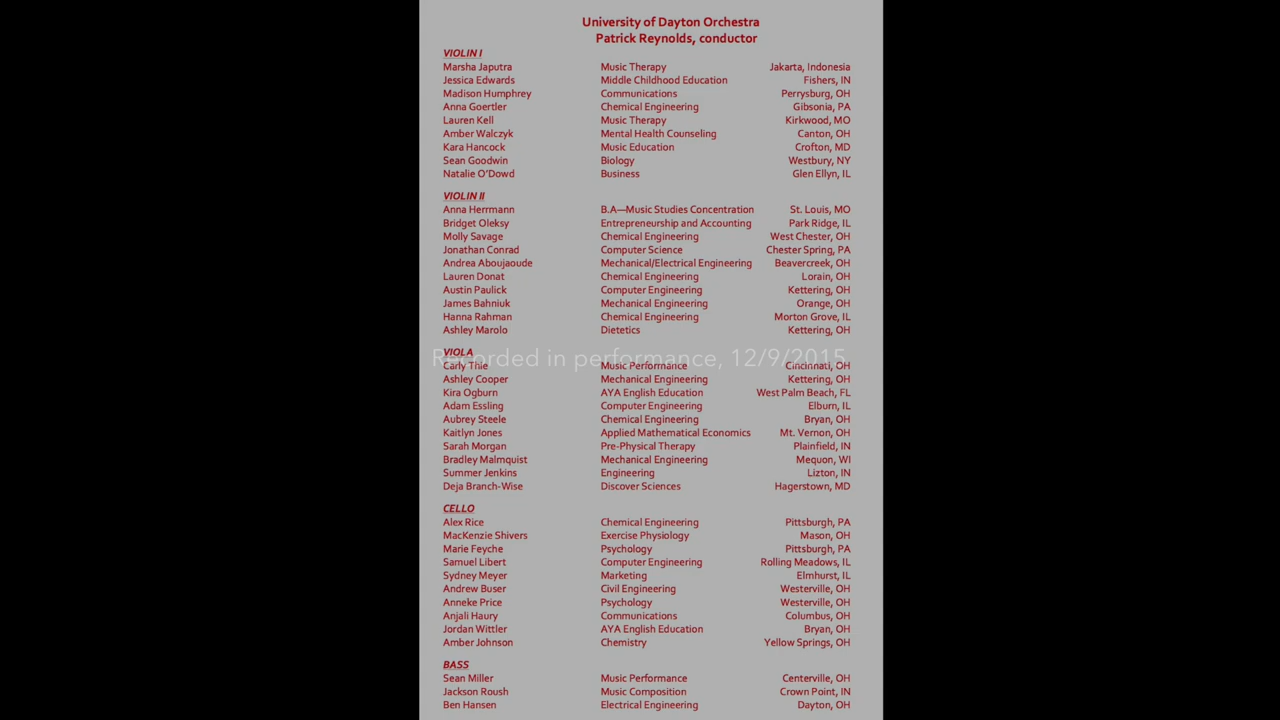 University of Dayton Orchestra
Patrick Reynolds, conductor
VIOLIN I
Marsha Japutra Music Therapy Jakarta, Indonesia
Jessica Edwards Middle Childhood Education Fishers, IN
Madison Humphrey Communications Perrysburg, OH
Anna Goertler Chemical Engineering Gibsonia, PA
Lauren Kell Music Therapy Kirkwood, MO
Amber Walczyk Mental Health Counseling Canton, OH
Kara Hancock Music Education Crofton, MD
Sean Goodwin Biology Westbury, NY
Natalie O'Dowd Business Glen Ellyn, IL
VIOLIN II
Anna Herrmann B.A—Music Studies Concentration St. Louis, MO
Bridget Oleksy Entrepreneurship and Accounting Park Ridge, IL
Molly Savage Chemical Engineering West Chester, OH
Jonathan Conrad Computer Science Chester Spring, PA
Andrea Aboujaoude Mechanical/Electrical Engineering Beavercreek, OH
Lauren Donat Chemical Engineering Lorain, OH
Austin Paulick Computer Engineering Kettering, OH
James Bahniuk Mechanical Engineering Orange, OH
Hanna Rahman Chemical Engineering Morton Grove, IL
Ashley Marolo Dietetics Kettering, OH
VIOLA
Recorded in performance, 12/9/2015
Carly Thie Music Performance Cincinnati, OH
Ashley Cooper Mechanical Engineering Kettering, OH
Kira Ogburn AYA English Education West Palm Beach, FL
Adam Essling Computer Engineering Elburn, IL
Aubrey Steele Chemical Engineering Bryan, OH
Kaitlyn Jones Applied Mathematical Economics Mt. Vernon, OH
Sarah Morgan Pre-Physical Therapy Plainfield, IN
Bradley Malmquist Mechanical Engineering Mequon, WI
Summer Jenkins Engineering Lizton, IN
Deja Branch-Wise Discover Sciences Hagerstown, MD
CELLO
Alex Rice Chemical Engineering Pittsburgh, PA
MacKenzie Shivers Exercise Physiology Mason, OH
Marie Feyche Psychology Pittsburgh, PA
Samuel Libert Computer Engineering Rolling Meadows, IL
Sydney Meyer Marketing Elmhurst, IL
Andrew Buser Civil Engineering Westerville, OH
Anneke Price Psychology Westerville, OH
Anjali Haury Communications Columbus, OH
Jordan Wittler AYA English Education Bryan, OH
Amber Johnson Chemistry Yellow Springs, OH
BASS
Sean Miller Music Performance Centerville, OH
Jackson Roush Music Composition Crown Point, IN
Ben Hansen Electrical Engineering Dayton, OH